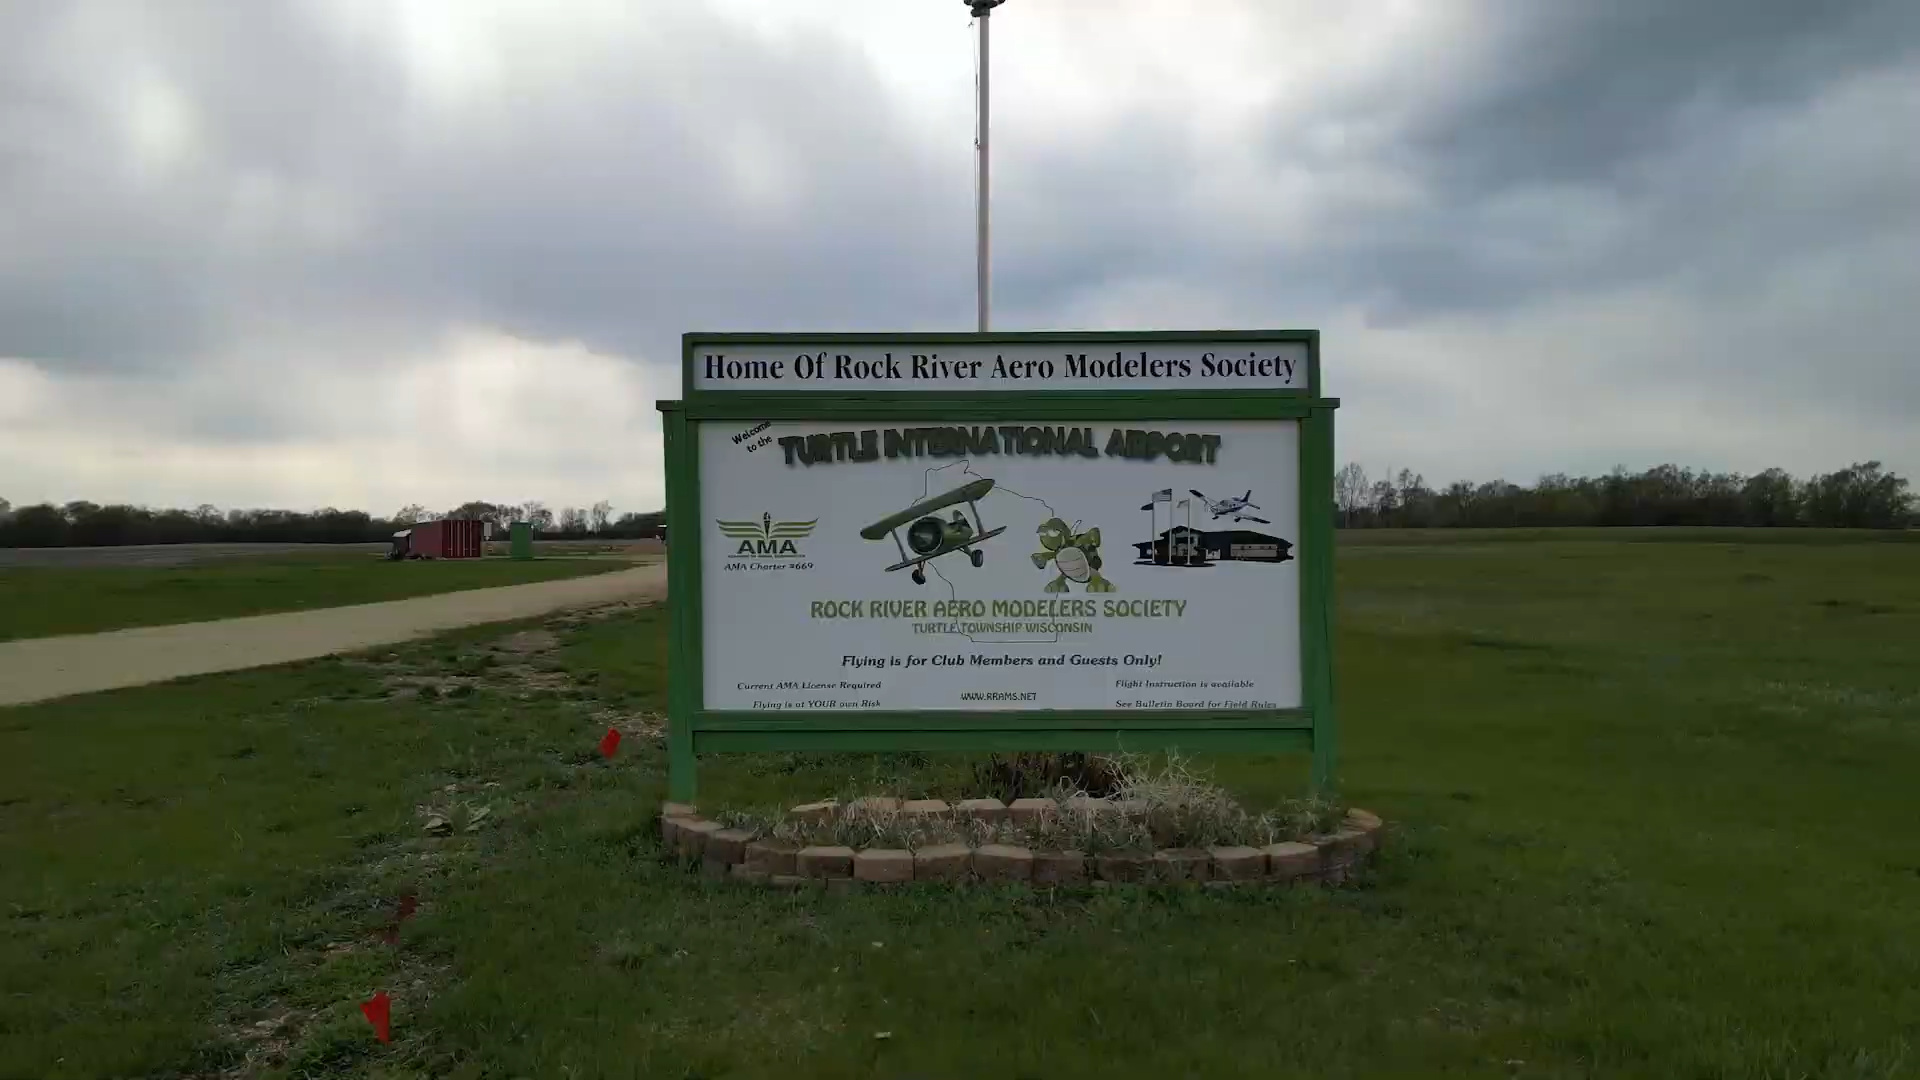 Home Of Rock River Aero Modelers Society
Welcome
to the
TURTLE INTERNATIONAL AIRPORT
AMA
AMA Charter #669
ROCK RIVER AERO MODELERS SOCIETY
TURTLE TOWNSHIP WISCONSIN
Flying is for Club Members and Guests Only!
Current AMA License Required
Flying is at YOUR own Risk
WWW.RRAMS.NET
Flight Instruction is available
See Bulletin Board for Field Rules